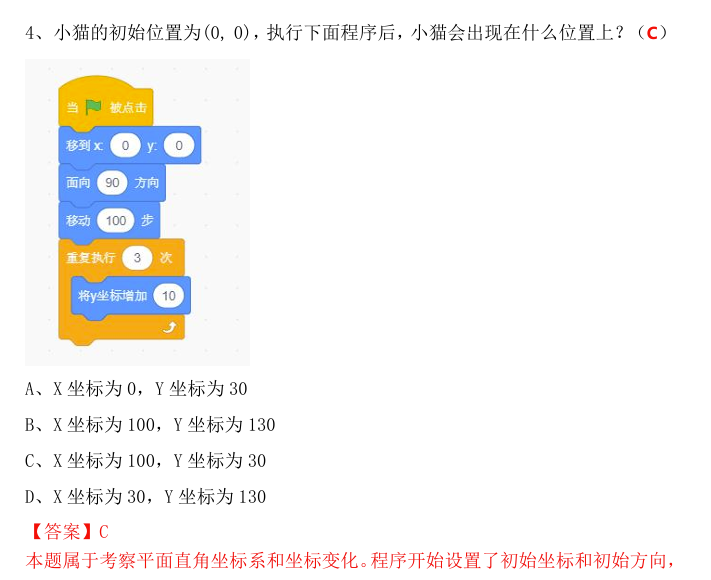 4、小猫的初始位置为(0, 0)，执行下面程序后，小猫会出现在什么位置上？（C）
当 被点击
移到 x: 0 y: 0
面向 90 方向
移动 100 步
重复执行 3 次
将y坐标增加 10
A、X 坐标为 0，Y 坐标为 30
B、X 坐标为 100，Y 坐标为 130
C、X 坐标为 100，Y 坐标为 30
D、X 坐标为 30，Y 坐标为 130
【答案】C
本题属于考察平面直角坐标系和坐标变化。程序开始设置了初始坐标和初始方向，